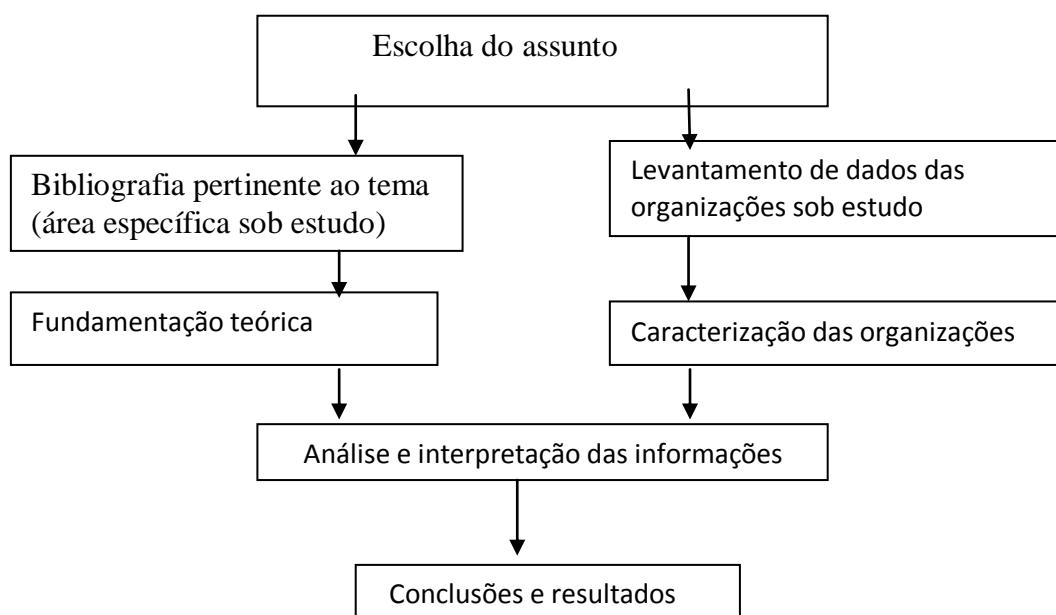 Escolha do assunto
Bibliografia pertinente ao tema
(área específica sob estudo)
Levantamento de dados das
organizações sob estudo
Fundamentação teórica
Caracterização das organizações
Análise e interpretação das informações
Conclusões e resultados